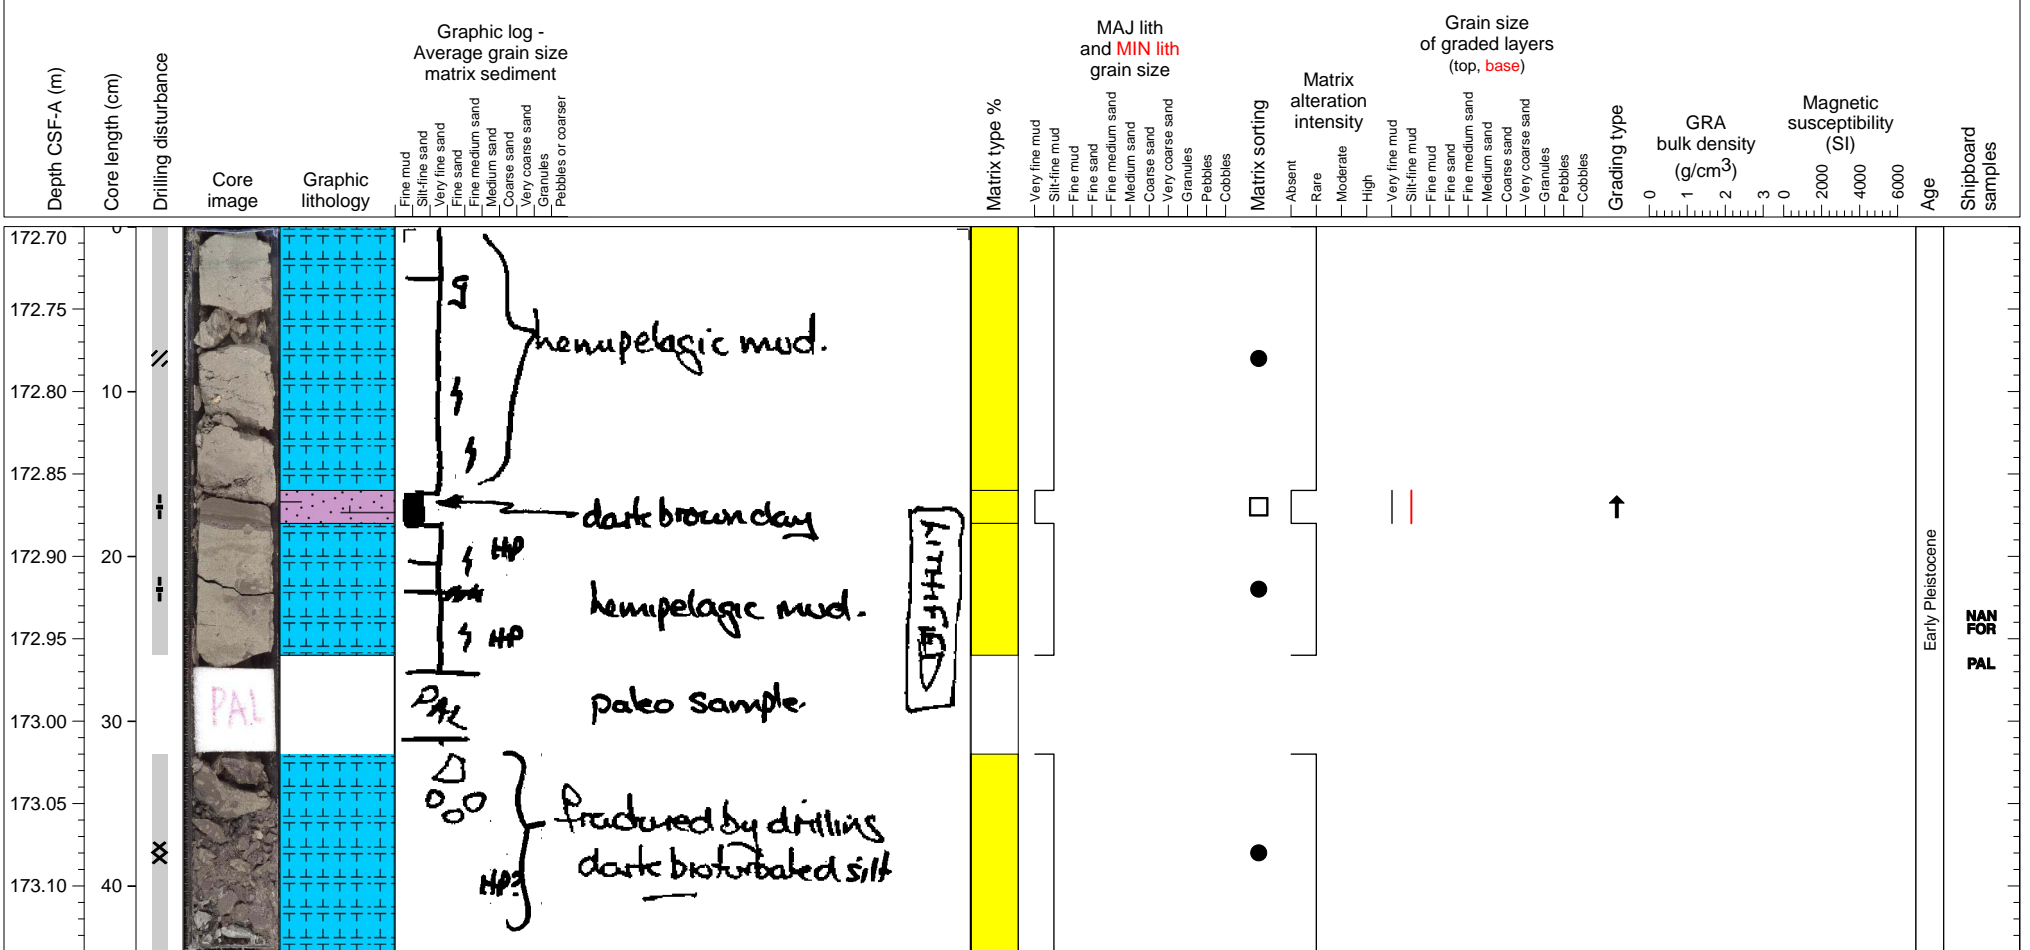 Depth CSF-A (m)
Core length (cm)
Drilling disturbance
Core
image
Graphic
lithology
Graphic log -
Average grain size
matrix sediment
Fine mud
Silt-fine sand
Very fine sand
Fine sand
Fine medium sand
Medium sand
Coarse sand
Very coarse sand
Granules
Pebbles or coarser
Matrix type %
MAJ lith
and MIN lith
grain size
Very fine mud
Silt-fine mud
Fine mud
Fine sand
Fine medium sand
Medium sand
Coarse sand
Very coarse sand
Granules
Pebbles
Cobbles
Matrix sorting
Matrix
alteration
intensity
Absent
Rare
Moderate
High
Grain size
of graded layers
(top, base)
Very fine mud
Silt-fine mud
Fine mud
Fine sand
Fine medium sand
Medium sand
Coarse sand
Very coarse sand
Granules
Pebbles
Cobbles
Grading type
GRA
bulk density
(g/cm3)
0 1 2 3
Magnetic
susceptibility
(SI)
0 2000 4000 6000
Age
Shipboard
samples
172.70 0
172.75
hemipelagic mud.
172.80 10
172.85
dark brown clay
172.90 20
HP
hemipelagic mud.
LITHIFIED
172.95
HP
Early Pleistocene
NAN
FOR
PAL
PAL
PAL
paleo sample.
173.00 30
173.05
fractured by drilling
dark bioturbated silt
HP?
173.10 40